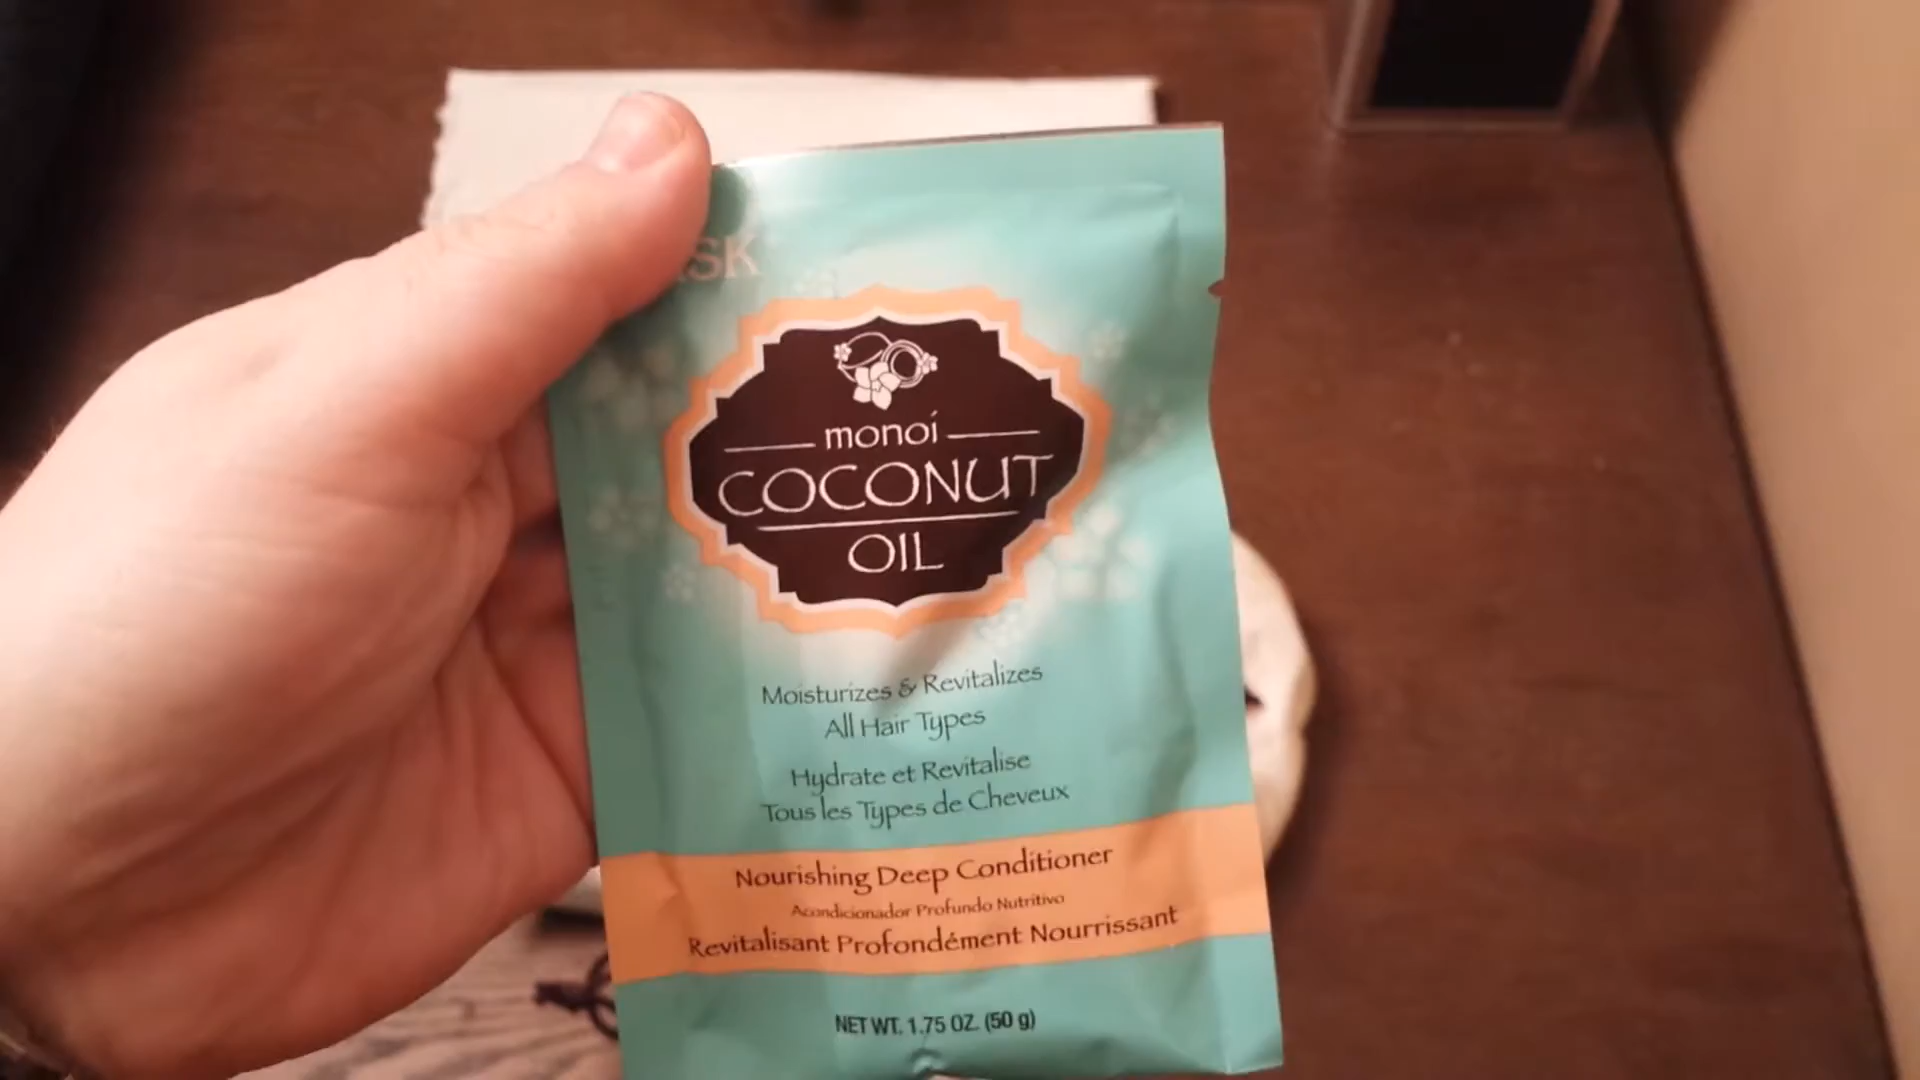 monoi
COCONUT
OIL
Moisturizes & Revitalizes
All Hair Types
Hydrate et Revitalise
Tous les Types de Cheveux
Nourishing Deep Conditioner
Acondicionador Profundo Nutritivo
Revitalisant Profondément Nourrissant
NET WT. 1.75 OZ. (50 g)